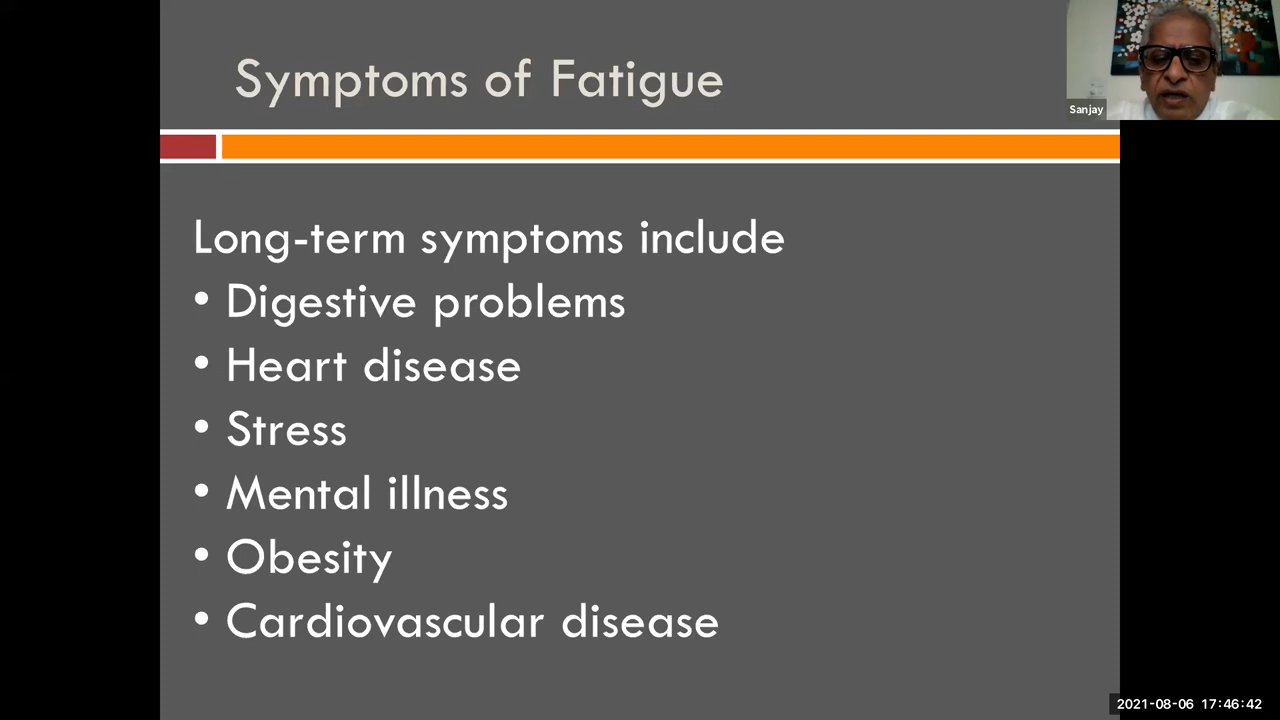 Symptoms of Fatigue
Sanjay
Long-term symptoms include
• Digestive problems
• Heart disease
• Stress
• Mental illness
• Obesity
• Cardiovascular disease
2021-08-06 17:46:42